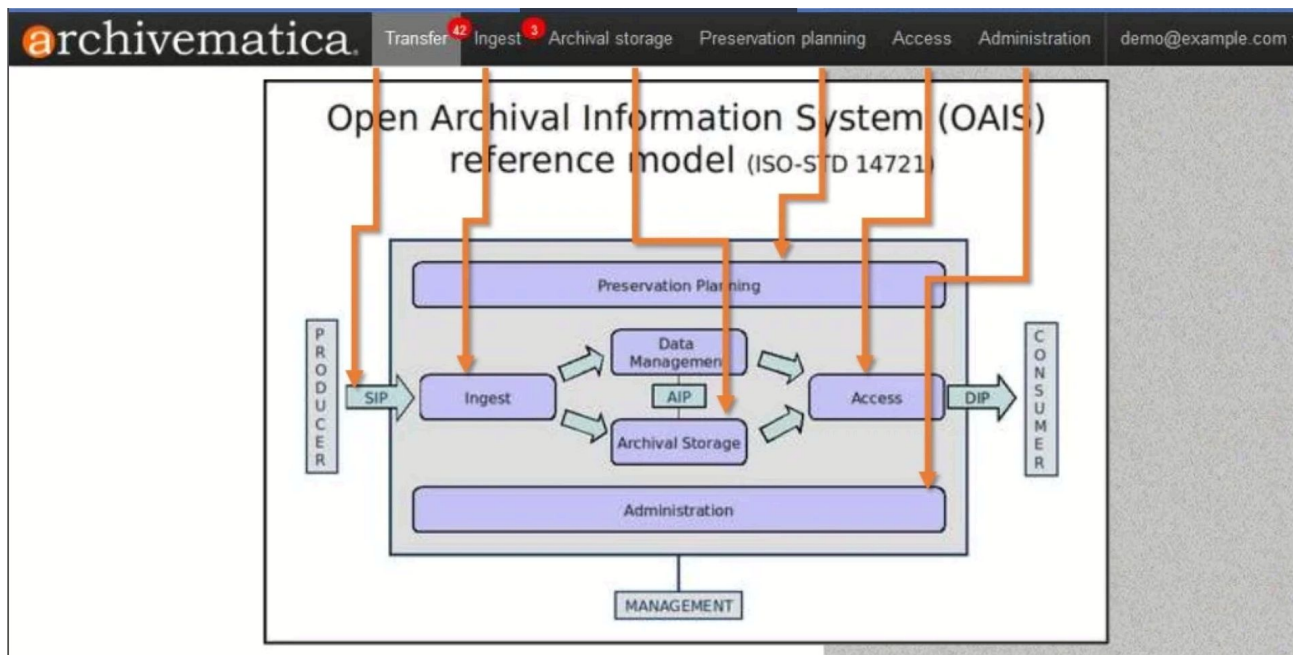 archivematica.
Transfer 42 Ingest 3 Archival storage Preservation planning Access Administration demo@example.com
Open Archival Information System (OAIS)
reference model (ISO-STD 14721)
Preservation Planning
PRODUCER
SIP
Ingest
Data
Management
AIP
Archival Storage
Access
DIP
CONSUMER
Administration
MANAGEMENT